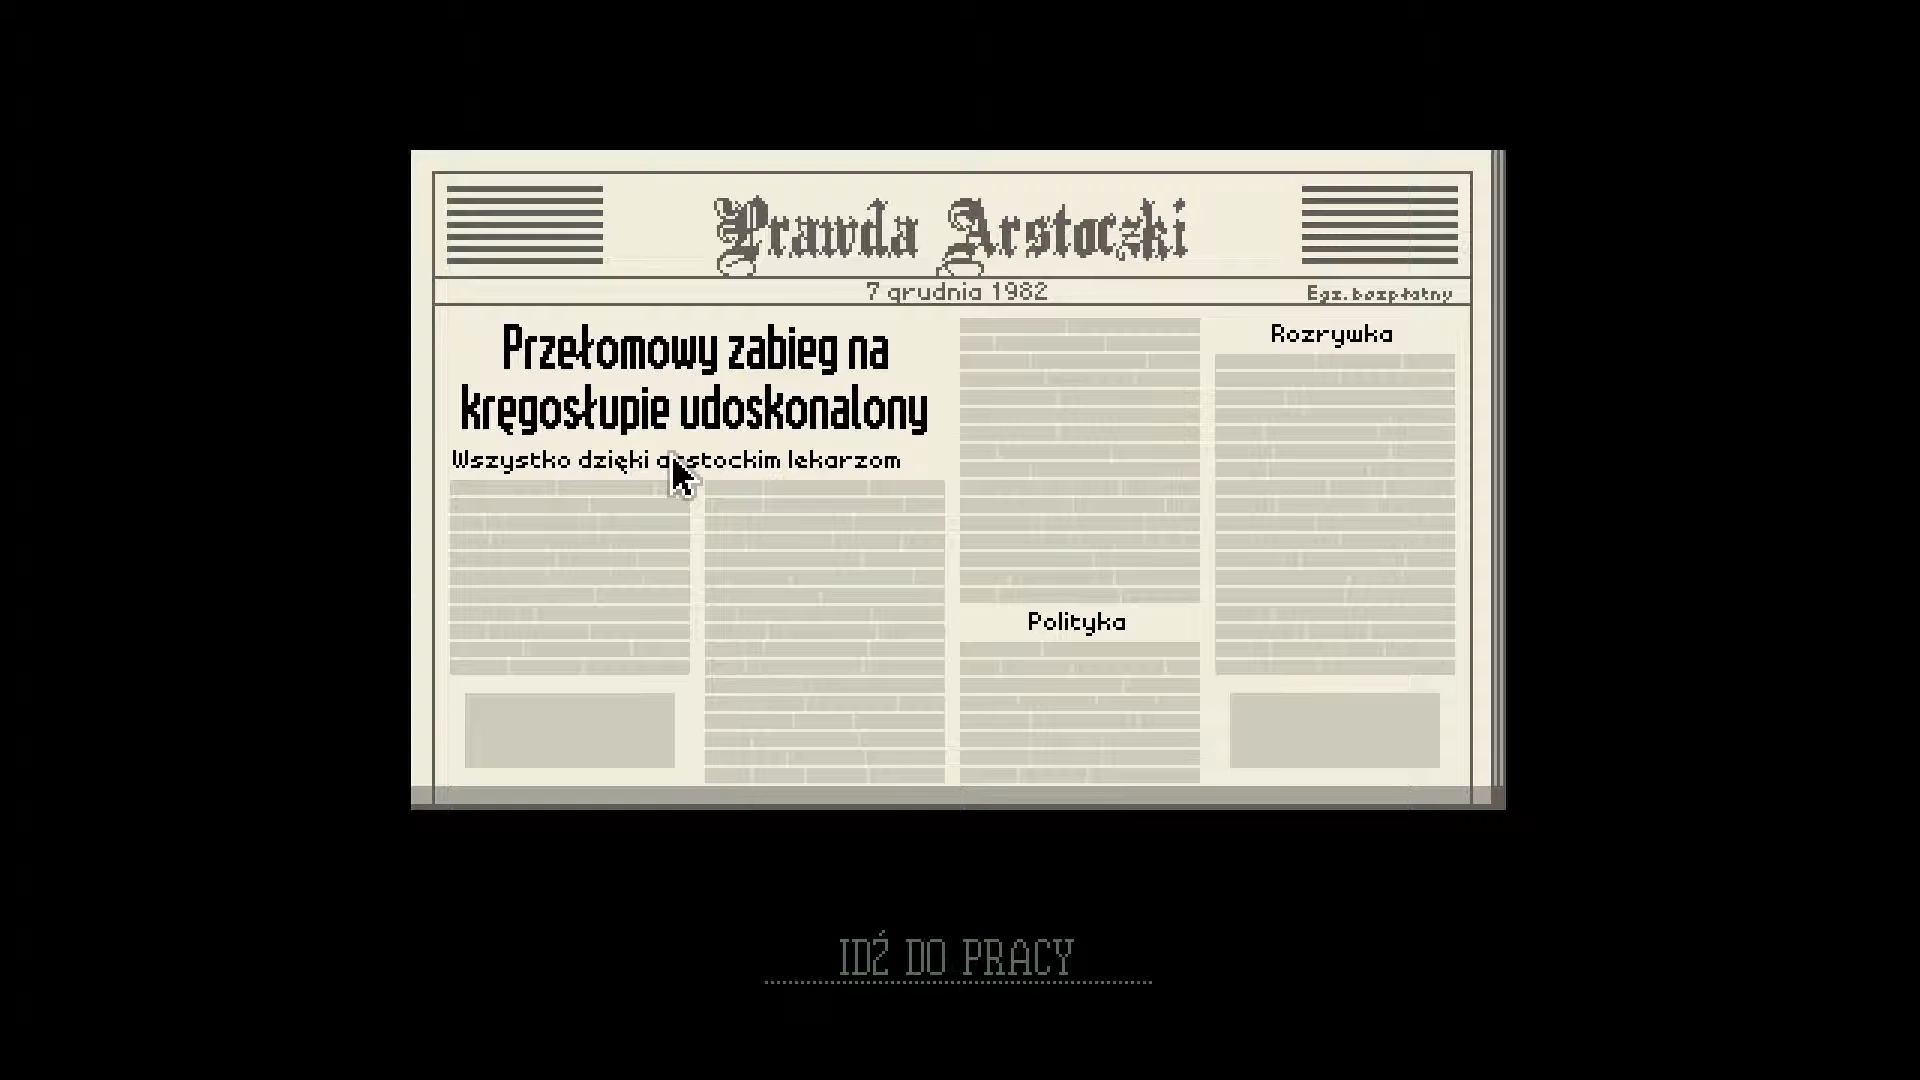 Prawda Arstoczki
7 grudnia 1982
Egz. bezpłatny
Przełomowy zabieg na
kręgosłupie udoskonalony
Wszystko dzięki arstockim lekarzom
Polityka
Rozrywka
IDŹ DO PRACY